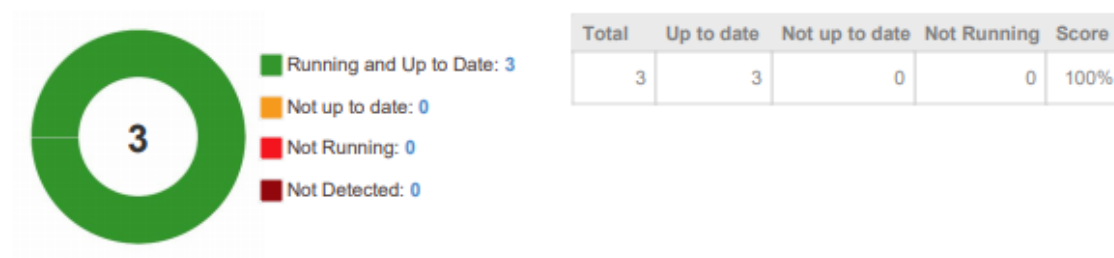 3
Running and Up to Date: 3
Not up to date: 0
Not Running: 0
Not Detected: 0
Total Up to date Not up to date Not Running Score
3 3 0 0 100%